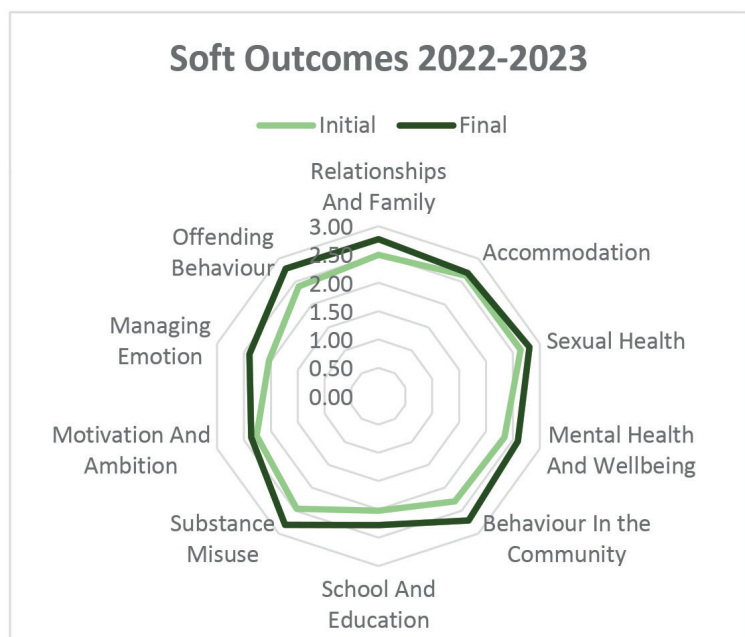 Soft Outcomes 2022-2023
Initial
Final
Relationships
And Family
3.00
2.50
2.00
1.50
1.00
0.50
0.00
Accommodation
Sexual Health
Mental Health
And Wellbeing
Behaviour In the
Community
School And
Education
Substance
Misuse
Motivation And
Ambition
Managing
Emotion
Offending
Behaviour